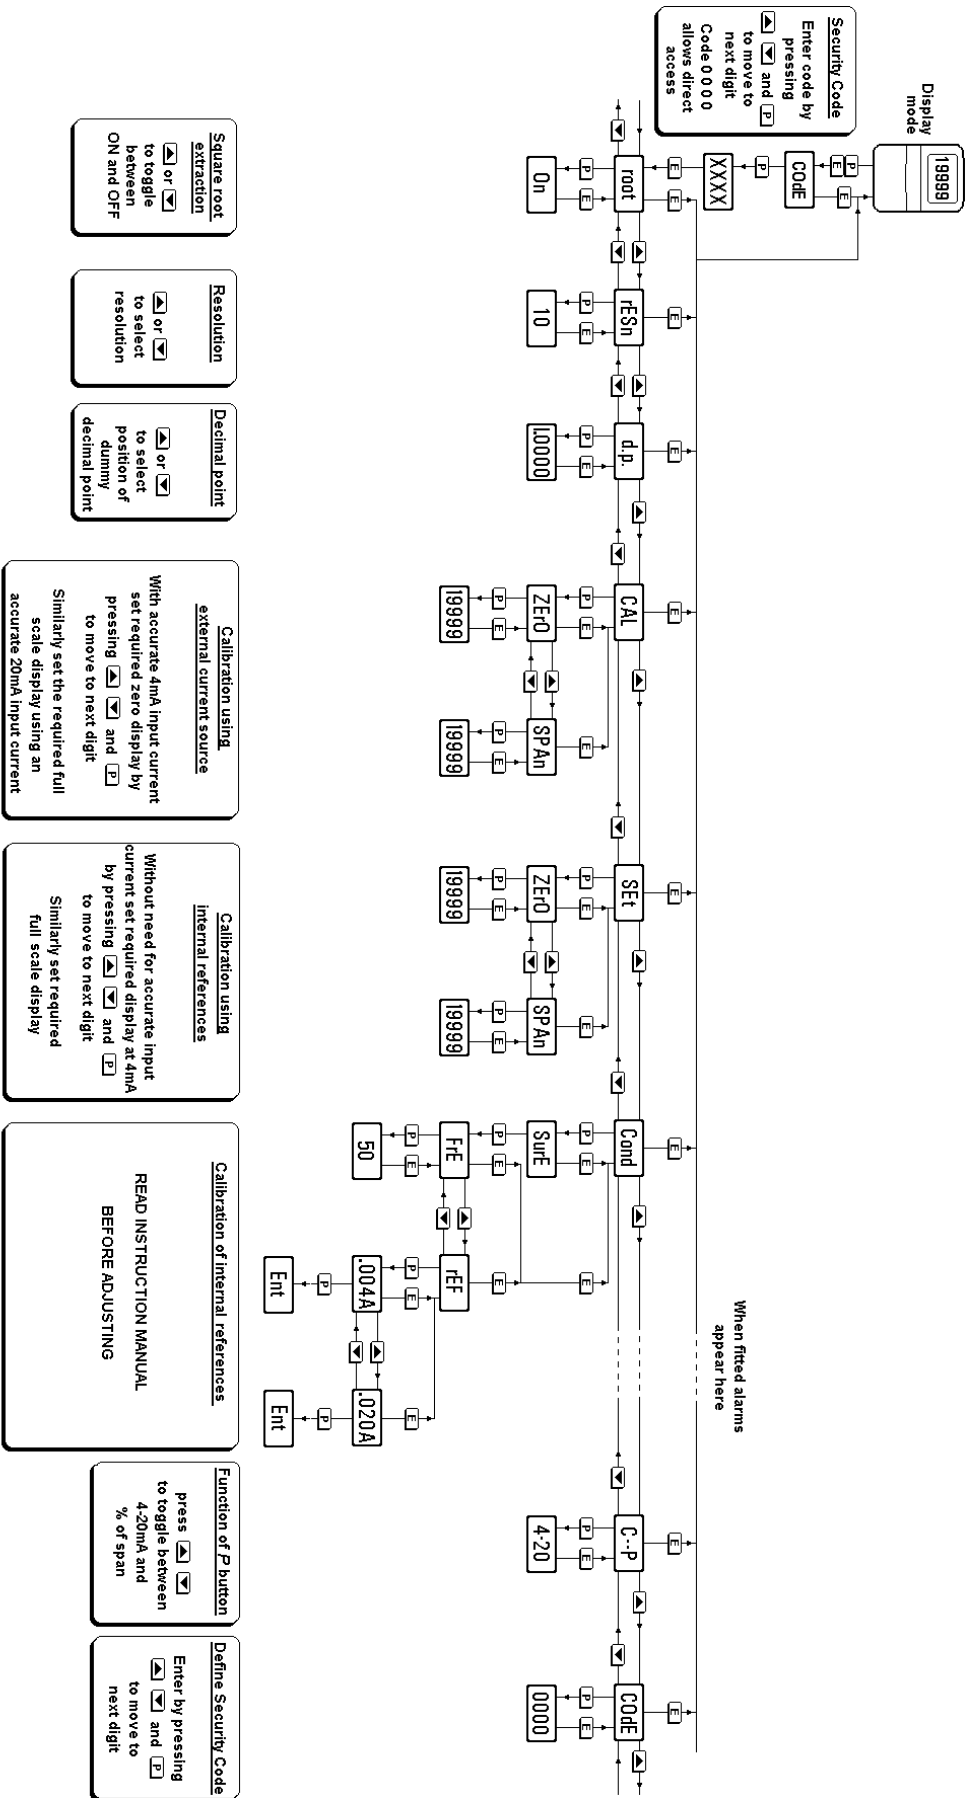 Display
mode
19999
P
E
E
COdE
P
XXXX
E
E
Security Code
Enter code by
pressing
and P
to move to
next digit
Code 0 0 0 0
allows direct
access
root
P
E
On
E
rESn
P
E
10
E
d.p.
P
E
1.0000
E
CAL
P
E
ZErO
P
E
19999
E
SPAn
P
E
19999
E
SEt
P
E
ZErO
P
E
19999
E
SPAn
P
E
19999
E
Cond
P
E
SurE
P
E
FrE
P
E
50
E
rEF
E
P
E
.004A
P
Ent
.020A
E
P
Ent
When fitted alarms
appear here
E
C--P
P
E
4-20
E
COdE
P
E
0000
Square root
extraction
or
to toggle
between
ON and OFF
Resolution
or
to select
resolution
Decimal point
or
to select
position of
dummy
decimal point
Calibration using
external current source
With accurate 4mA input current
set required zero display by
pressing and P
to move to next digit
Similarly set the required full
scale display using an
accurate 20mA input current
Calibration using
internal references
Without need for accurate input
current set required display at 4mA
by pressing and P
to move to next digit
Similarly set required
full scale display
Calibration of internal references
READ INSTRUCTION MANUAL
BEFORE ADJUSTING
Function of P button
press
to toggle between
4-20mA and
% of span
Define Security Code
Enter by pressing
and P
to move to
next digit